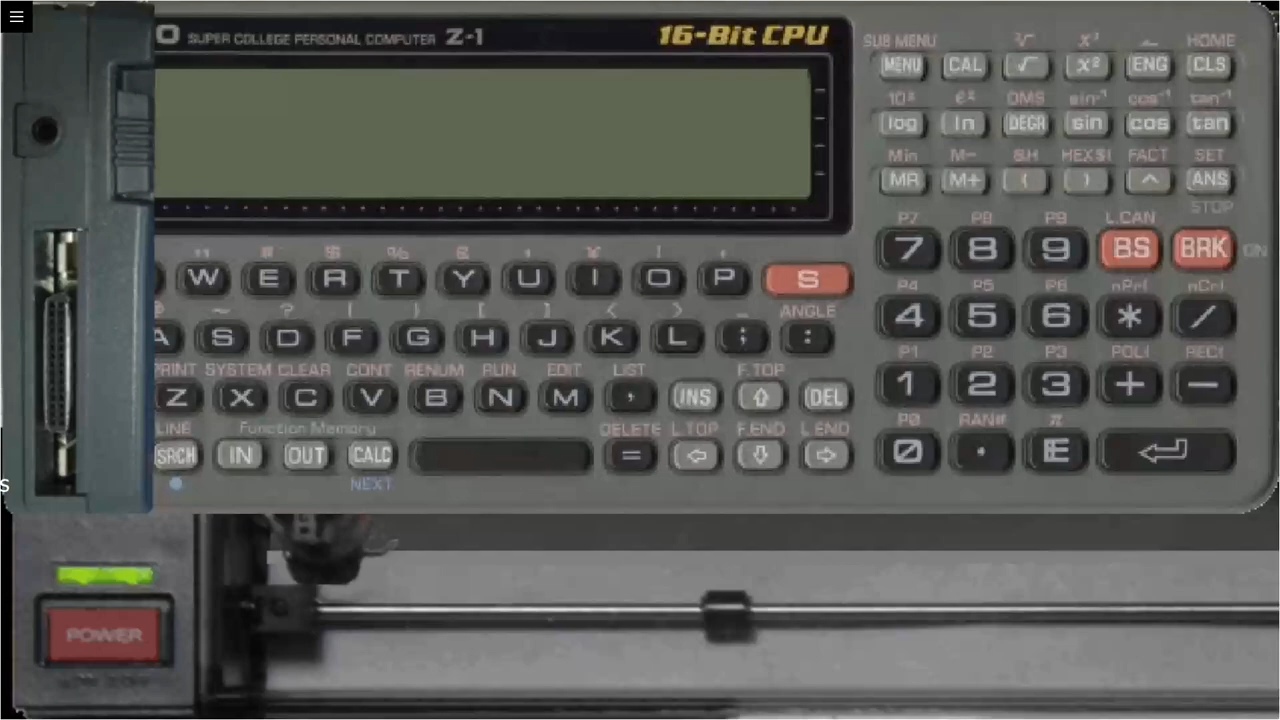 O SUPER COLLEGE PERSONAL COMPUTER Z-1 16-Bit CPU
SUB MENU ³√ X³ HOME
MENU CAL √ X² ENG CLS
10ˣ eˣ DMS sin⁻¹ cos⁻¹ tan⁻¹
log ln DEGR sin cos tan
Min M− &H HEX$( FACT SET
MR M+ ( ) ^ ANS
STOP
P7 P8 P9 L.CAN
7 8 9 BS BRK ON
" # $ % & ' ¥ ! ,
W E R T Y U I O P S
P4 P5 P6 nPr( nCr(
4 5 6 * /
@ ~ ? { } [ ] < > _ ANGLE
A S D F G H J K L ; :
P1 P2 P3 POL( REC(
1 2 3 + −
PRINT SYSTEM CLEAR CONT RENUM RUN EDIT LIST F.TOP
Z X C V B N M , INS ⇧ DEL
P0 RAN# π
0 . E ↵
LINE Function Memory DELETE L.TOP F.END L.END
SRCH IN OUT CALC = ⇦ ⇩ ⇨
NEXT
s
POWER